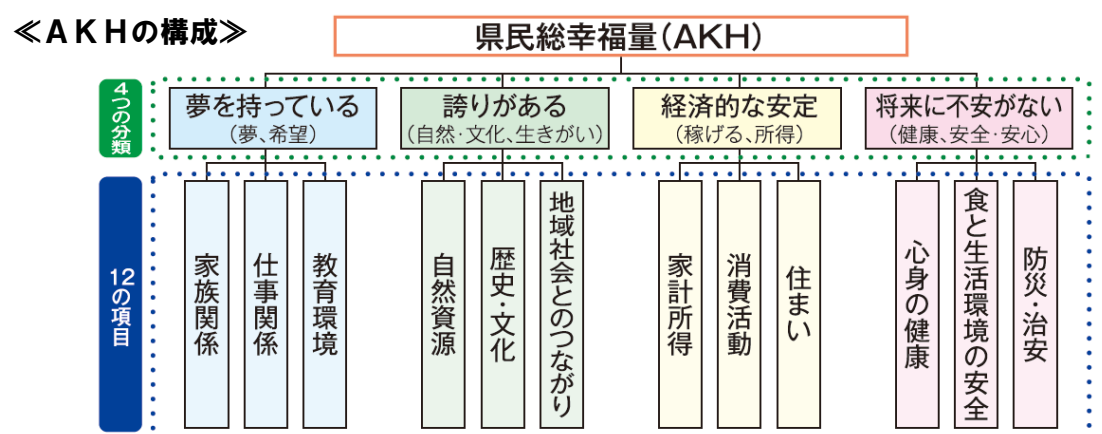 ≪ＡＫＨの構成≫
県民総幸福量（AKH）
4つの分類
夢を持っている
（夢、希望）
誇りがある
（自然・文化、生きがい）
経済的な安定
（稼げる、所得）
将来に不安がない
（健康、安全・安心）
12の項目
家族関係
仕事関係
教育環境
自然資源
歴史・文化
地域社会とのつながり
家計所得
消費活動
住まい
心身の健康
食と生活環境の安全
防災・治安